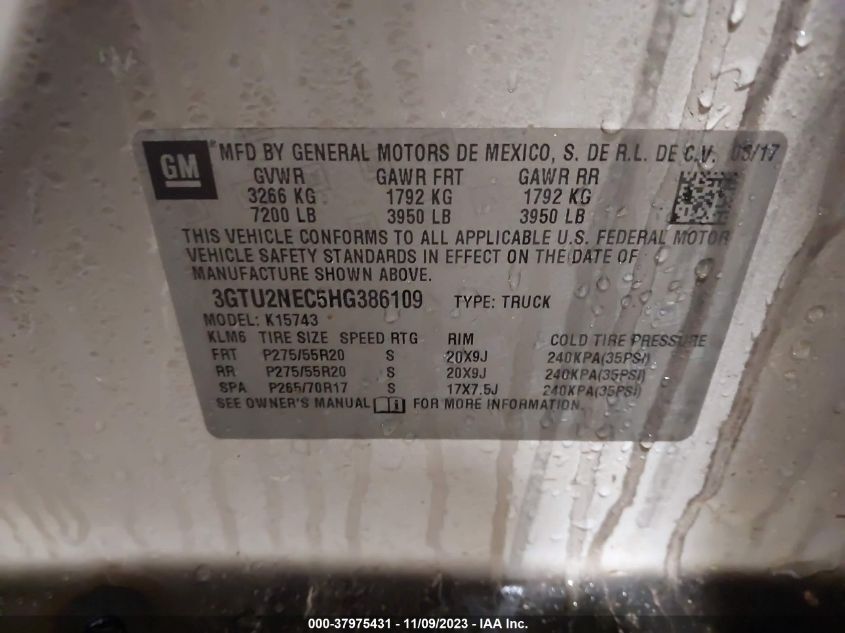 GM
*MFD BY GENERAL MOTORS DE MEXICO, S. DE R.L. DE C.V. 05/17
GVWR GAWR FRT GAWR RR
3266 KG 1792 KG 1792 KG
7200 LB 3950 LB 3950 LB
THIS VEHICLE CONFORMS TO ALL APPLICABLE U.S. FEDERAL MOTOR
VEHICLE SAFETY STANDARDS IN EFFECT ON THE DATE OF
MANUFACTURE SHOWN ABOVE.
3GTU2NEC5HG386109 TYPE: TRUCK
MODEL: K15743
KLM6 TIRE SIZE SPEED RTG RIM COLD TIRE PRESSURE
FRT P275/55R20 S 20X9J 240KPA(35PSI)
RR P275/55R20 S 20X9J 240KPA(35PSI)
SPA P265/70R17 S 17X7.5J 240KPA(35PSI)
SEE OWNER'S MANUAL FOR MORE INFORMATION.
000-37975431 - 11/09/2023 - IAA Inc.